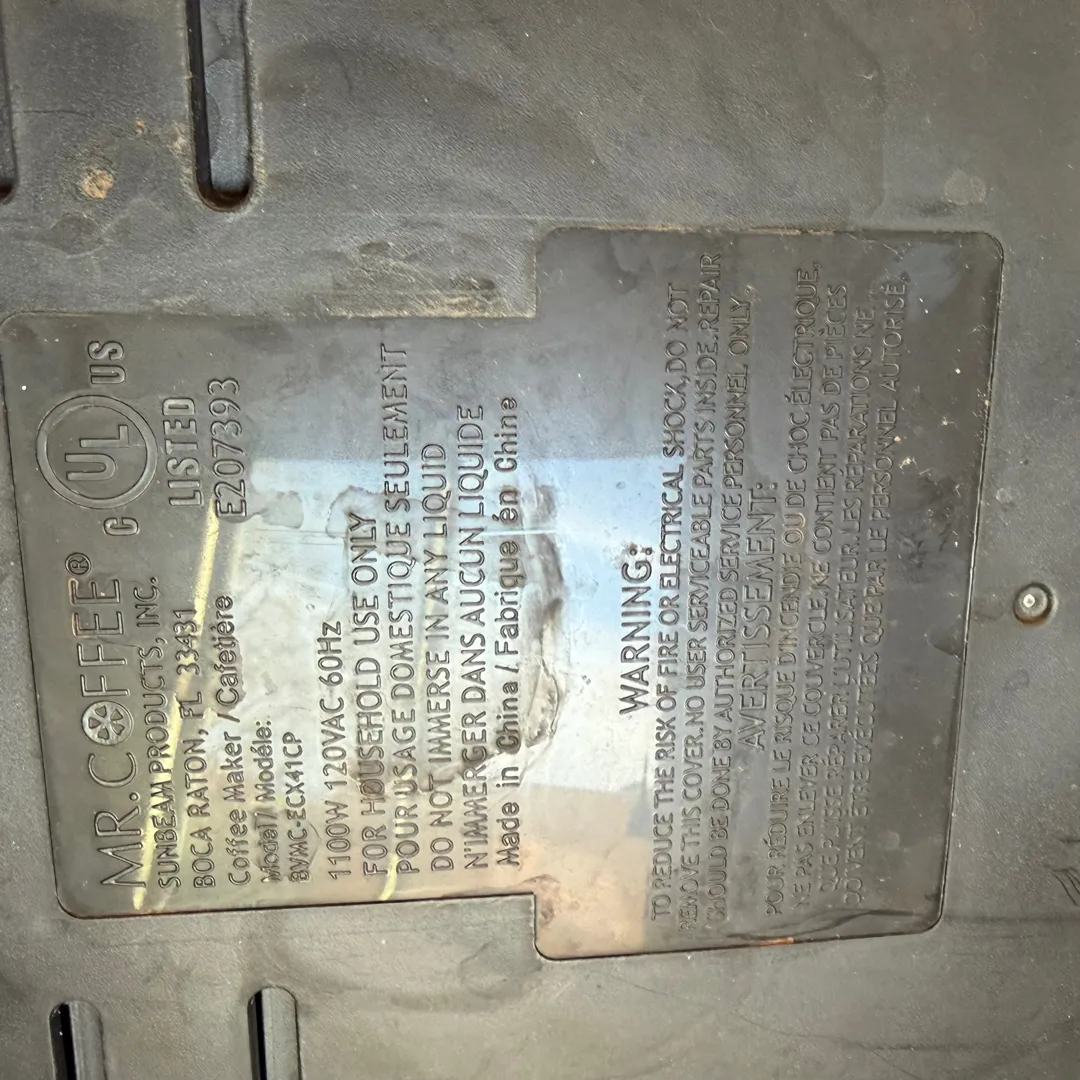 MR. COFFEE®
SUNBEAM PRODUCTS, INC.
BOCA RATON, FL 33431
Coffee Maker / Cafetière
Model / Modéle:
BVMC-ECX41CP
C UL US
LISTED
E207393
1100W 120VAC 60Hz
FOR HOUSEHOLD USE ONLY
POUR USAGE DOMESTIQUE SEULEMENT
DO NOT IMMERSE IN ANY LIQUID
N'IMMERGER DANS AUCUN LIQUIDE
Made in China / Fabriqué en Chine
WARNING:
TO REDUCE THE RISK OF FIRE OR ELECTRICAL SHOCK, DO NOT
REMOVE THIS COVER. NO USER SERVICEABLE PARTS INSIDE. REPAIR
SHOULD BE DONE BY AUTHORIZED SERVICE PERSONNEL ONLY.
AVERTISSEMENT:
POUR RÉDUIRE LE RISQUE D'INCENDIE OU DE CHOC ÉLECTRIQUE,
NE PAS ENLEVER CE COUVERCLE. NE CONTIENT PAS DE PIÈCES
QUE PUISSE RÉPARER L'UTILISATEUR. LES RÉPARATIONS NE
DOIVENT ÊTRE EXÉCUTÉES QUE PAR LE PERSONNEL AUTORISÉ.